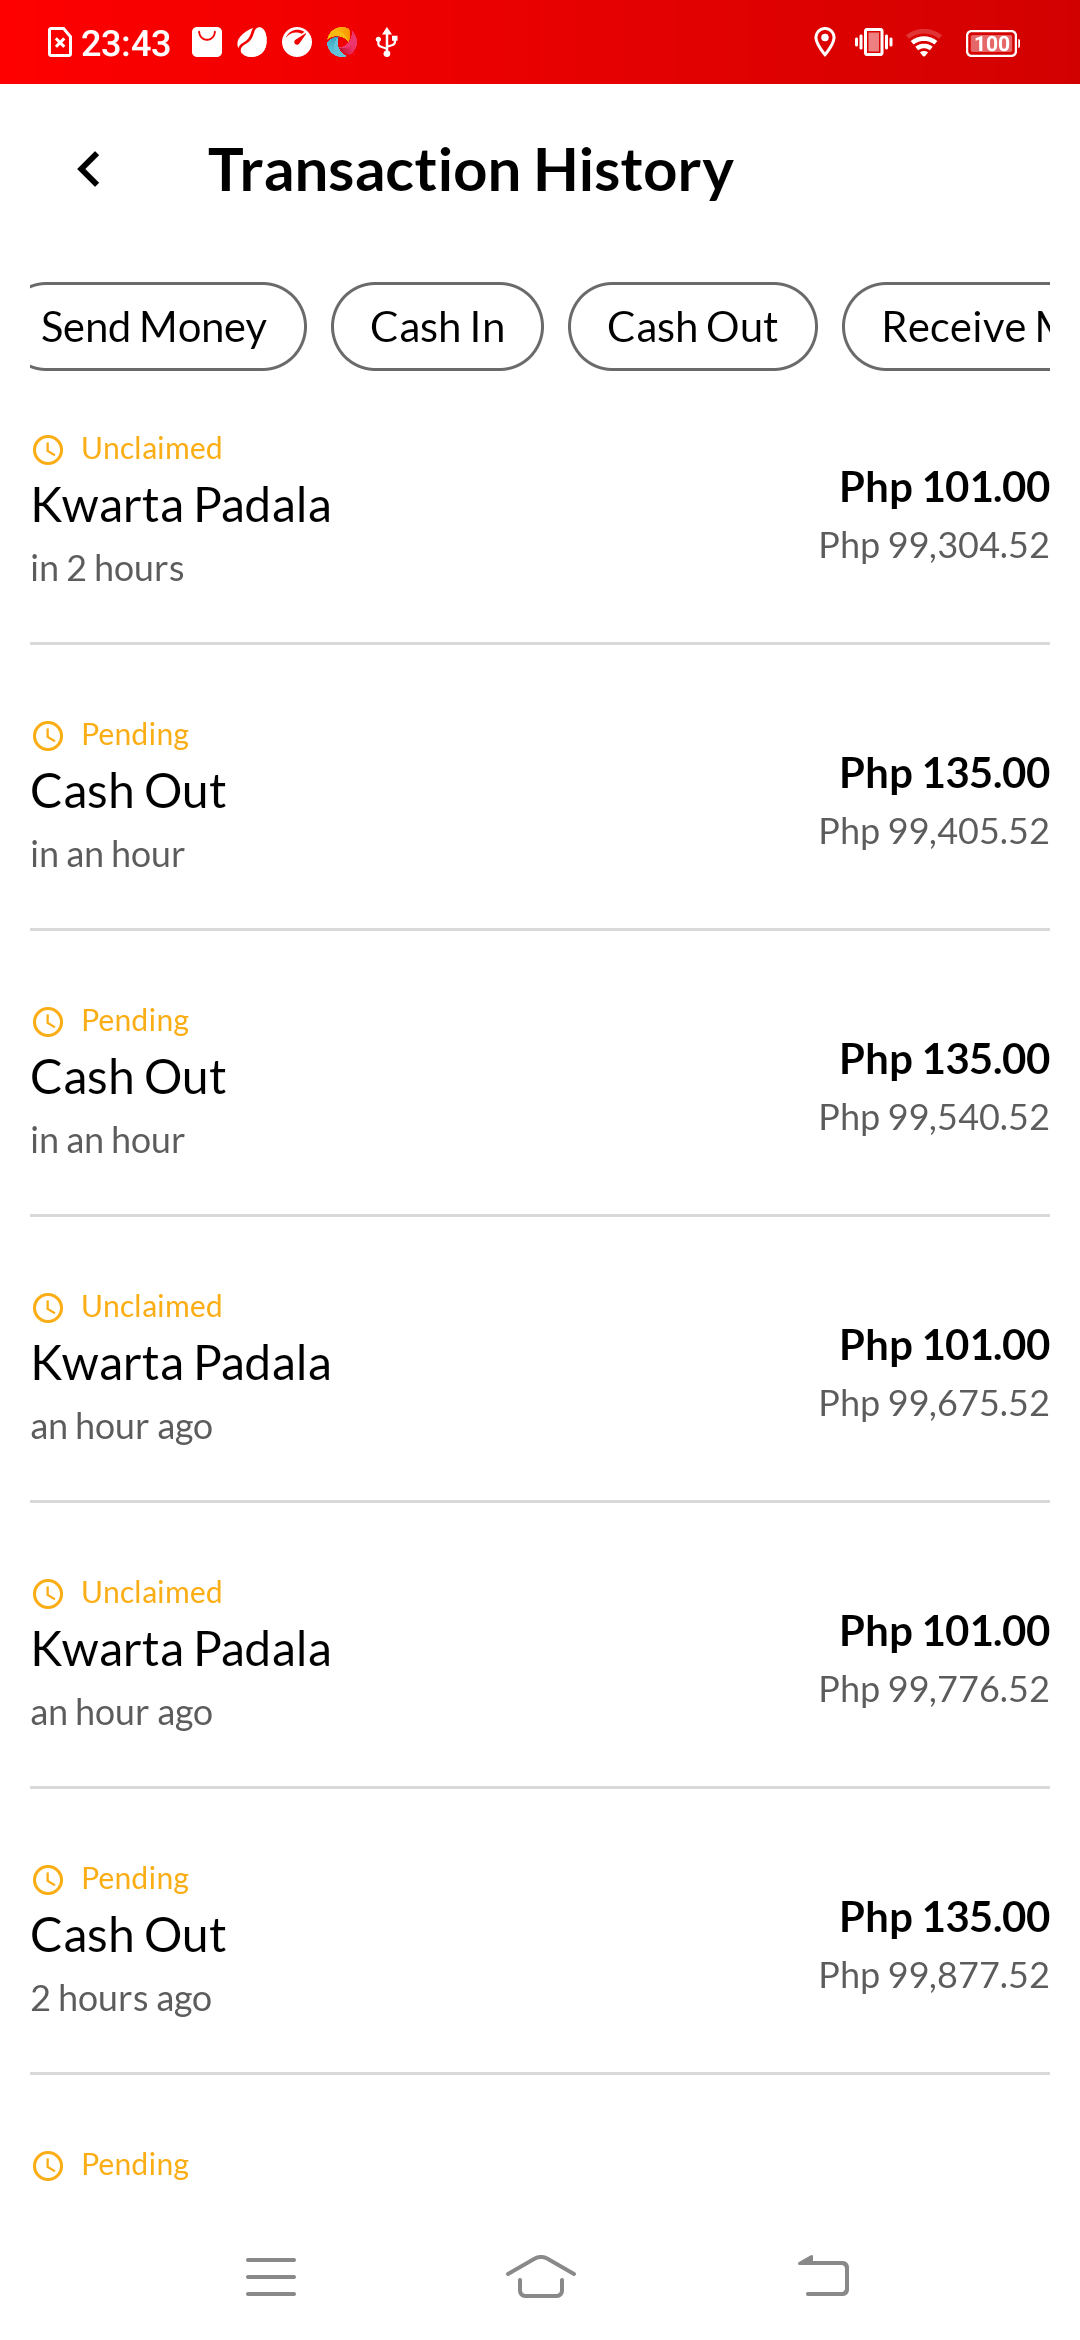 23:43
100
Transaction History
Send Money
Cash In
Cash Out
Receive
Unclaimed
Kwarta Padala
in 2 hours
Php 101.00
Php 99,304.52
Pending
Cash Out
in an hour
Php 135.00
Php 99,405.52
Pending
Cash Out
in an hour
Php 135.00
Php 99,540.52
Unclaimed
Kwarta Padala
an hour ago
Php 101.00
Php 99,675.52
Unclaimed
Kwarta Padala
an hour ago
Php 101.00
Php 99,776.52
Pending
Cash Out
2 hours ago
Php 135.00
Php 99,877.52
Pending